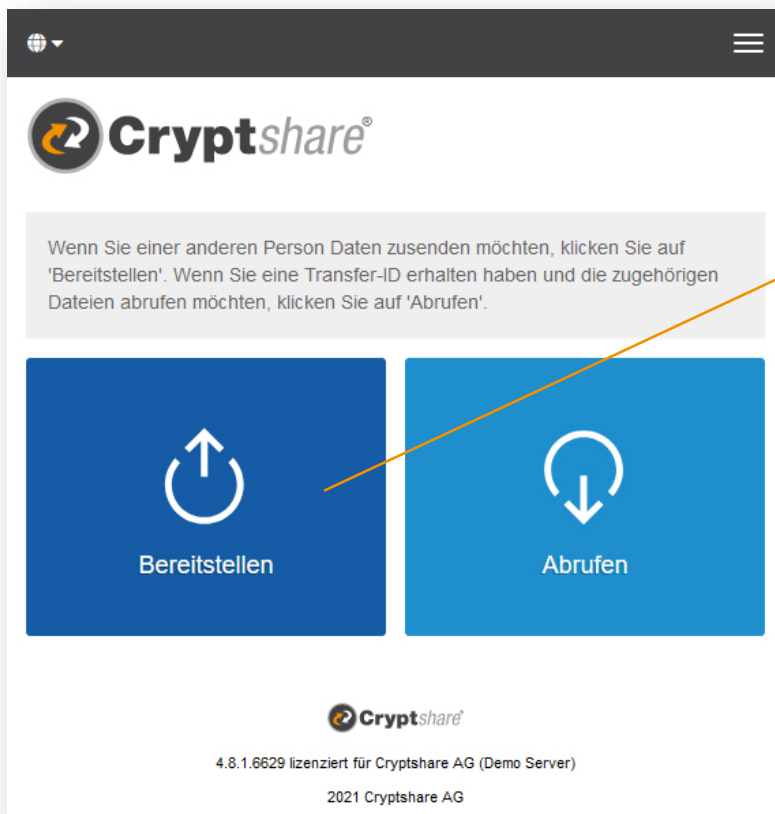 Cryptshare®
Wenn Sie einer anderen Person Daten zusenden möchten, klicken Sie auf
'Bereitstellen'. Wenn Sie eine Transfer-ID erhalten haben und die zugehörigen
Dateien abrufen möchten, klicken Sie auf 'Abrufen'.
Bereitstellen
Abrufen
Cryptshare®
4.8.1.6629 lizenziert für Cryptshare AG (Demo Server)
2021 Cryptshare AG